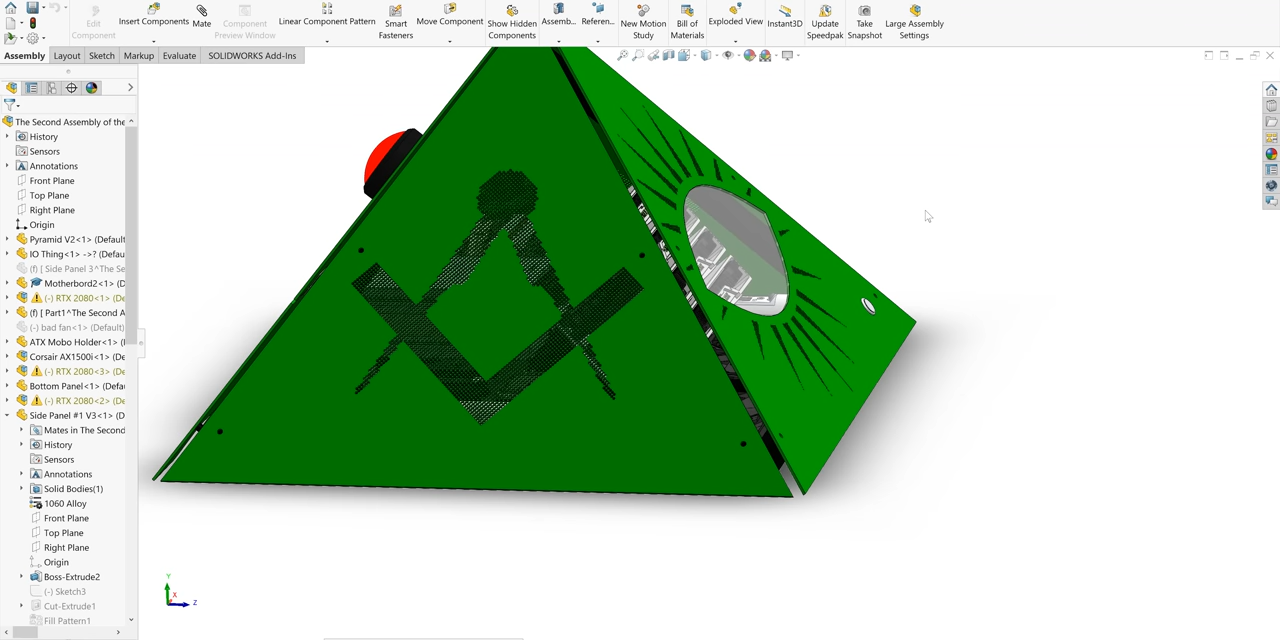 Edit Component
Insert Components
Mate
Component Preview Window
Linear Component Pattern
Smart Fasteners
Move Component
Show Hidden Components
Assemb...
Referen...
New Motion Study
Bill of Materials
Exploded View
Instant3D
Update Speedpak
Take Snapshot
Large Assembly Settings
Assembly Layout Sketch Markup Evaluate SOLIDWORKS Add-Ins
The Second Assembly of the
History
Sensors
Annotations
Front Plane
Top Plane
Right Plane
Origin
Pyramid V2<1> (Default
IO Thing<1> ->? (Defau
(f) [ Side Panel 3^The Se
Motherbord2<1> (D
(-) RTX 2080<1> (De
(f) [ Part1^The Second A
(-) bad fan<1> (Default)
ATX Mobo Holder<1> (
Corsair AX1500i<1> (De
(-) RTX 2080<3> (De
Bottom Panel<1> (Defau
(-) RTX 2080<2> (De
Side Panel #1 V3<1> (D
Mates in The Second
History
Sensors
Annotations
Solid Bodies(1)
1060 Alloy
Front Plane
Top Plane
Right Plane
Origin
Boss-Extrude2
(-) Sketch3
Cut-Extrude1
Fill Pattern1
Y
X
Z